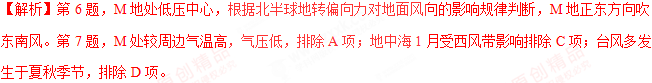 【解析】第 6 题，M 地处低压中心，根据北半球地转偏向力对地面风向的影响规律判断，M 地正东方向吹
东南风。第 7 题，M 处较周边气温高，气压低，排除 A 项；地中海 1 月受西风带影响排除 C 项；台风多发
生于夏秋季节，排除 D 项。